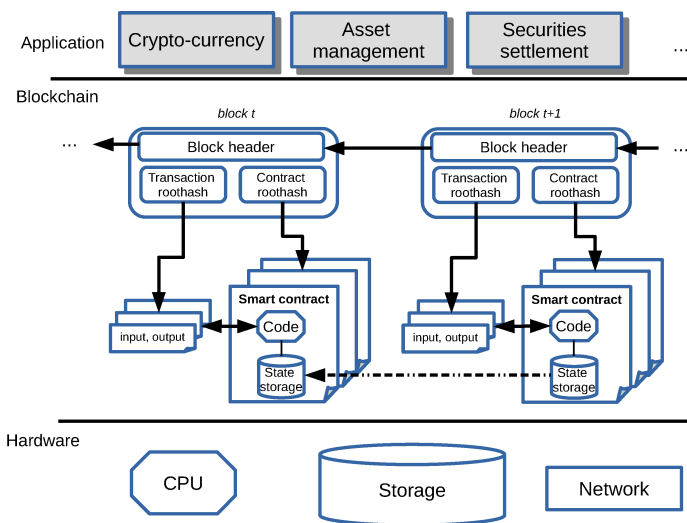 Application
Crypto-currency
Asset
management
Securities
settlement
...
Blockchain
block t
block t+1
...
Block header
Block header
...
Transaction
roothash
Contract
roothash
Transaction
roothash
Contract
roothash
Smart contract
Code
input, output
State
storage
Smart contract
Code
input, output
State
storage
Hardware
CPU
Storage
Network